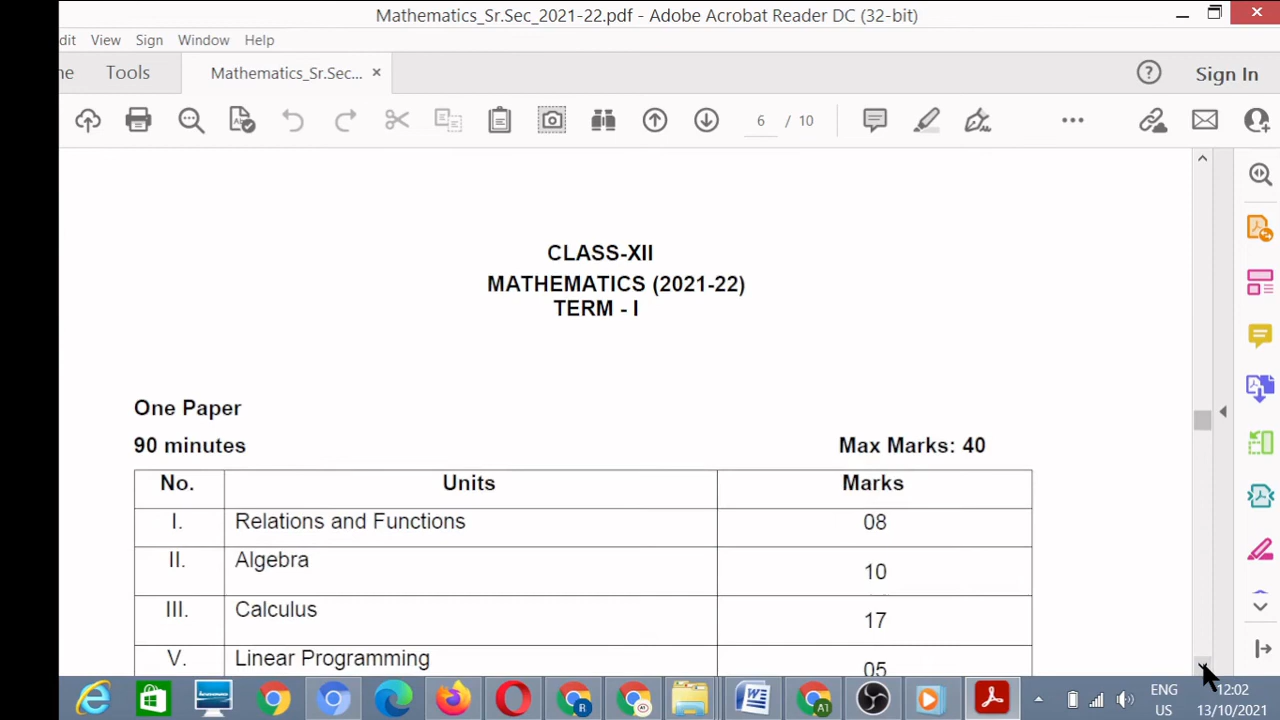 Mathematics_Sr.Sec_2021-22.pdf - Adobe Acrobat Reader DC (32-bit)
dit View Sign Window Help
ne Tools Mathematics_Sr.Sec... × Sign In
6 / 10
CLASS-XII
MATHEMATICS (2021-22)
TERM - I
One Paper
90 minutes Max Marks: 40
No. Units Marks
I. Relations and Functions 08
II. Algebra 10
III. Calculus 17
V. Linear Programming 05
ENG 12:02
US 13/10/2021